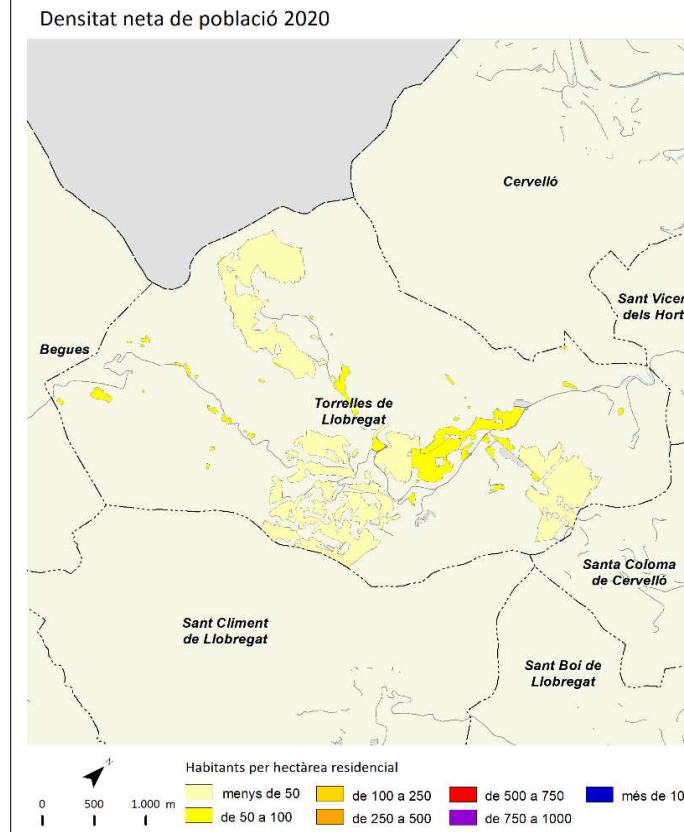 Densitat neta de població 2020
Cervelló
Sant Vicen
dels Hort
Begues
Torrelles de
Llobregat
Santa Coloma
de Cervelló
Sant Climent
de Llobregat
Sant Boi de
Llobregat
N
Habitants per hectàrea residencial
menys de 50
de 100 a 250
de 500 a 750
més de 10
0 500 1.000 m
de 50 a 100
de 250 a 500
de 750 a 1000